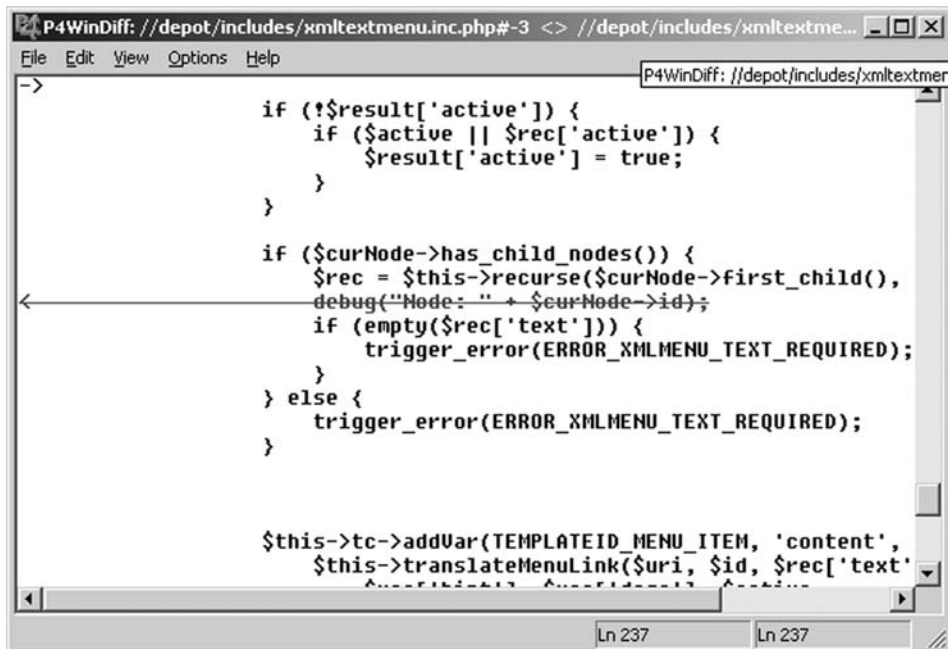 P4WinDiff: //depot/includes/xmltextmenu.inc.php#-3 <> //depot/includes/xmltextme...
File Edit View Options Help
P4WinDiff: //depot/includes/xmltextmen
->
if (!$result['active']) {
if ($active || $rec['active']) {
$result['active'] = true;
}
}
if ($curNode->has_child_nodes()) {
$rec = $this->recurse($curNode->first_child(),
debug("Node: " + $curNode->id);
if (empty($rec['text'])) {
trigger_error(ERROR_XMLMENU_TEXT_REQUIRED);
}
} else {
trigger_error(ERROR_XMLMENU_TEXT_REQUIRED);
}
$this->tc->addVar(TEMPLATEID_MENU_ITEM, 'content',
$this->translateMenuLink($uri, $id, $rec['text'
Ln 237
Ln 237